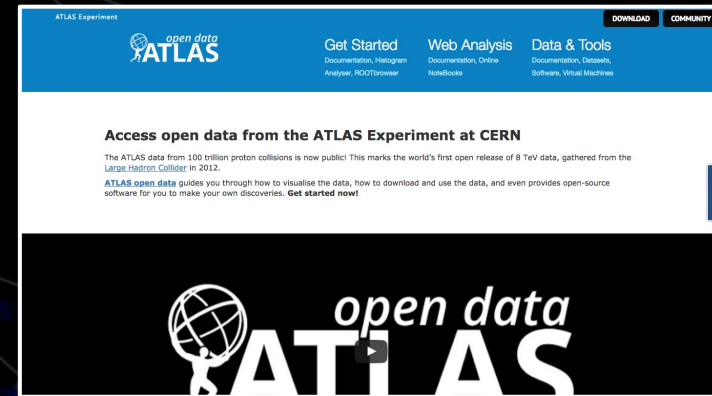 ATLAS Experiment
DOWNLOAD
COMMUNITY
open data
ATLAS
Get Started
Documentation, Histogram
Analyser, ROOTbrowser
Web Analysis
Documentation, Online
NoteBooks
Data & Tools
Documentation, Datasets,
Software, Virtual Machines
Access open data from the ATLAS Experiment at CERN
The ATLAS data from 100 trillion proton collisions is now public! This marks the world's first open release of 8 TeV data, gathered from the
Large Hadron Collider in 2012.
ATLAS open data guides you through how to visualise the data, how to download and use the data, and even provides open-source
software for you to make your own discoveries. Get started now!
open data
ATLAS